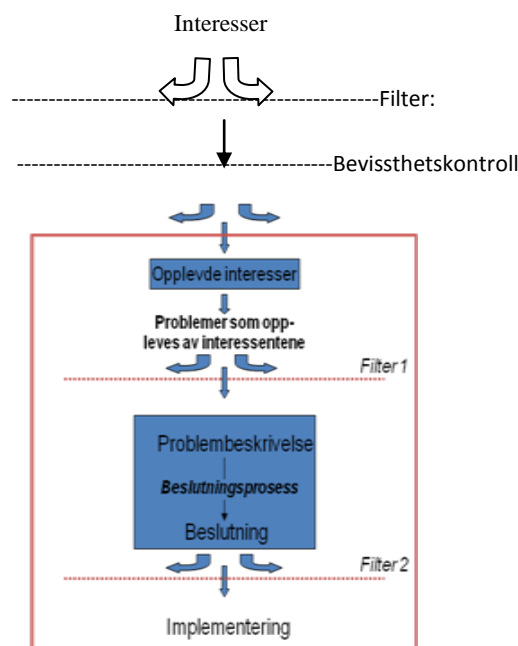 Interesser
Filter:
Bevissthetskontroll
Opplevde interesser
Problemer som opp-
leves av interessentene
Filter 1
Problembeskrivelse
Beslutningsprosess
Beslutning
Filter 2
Implementering